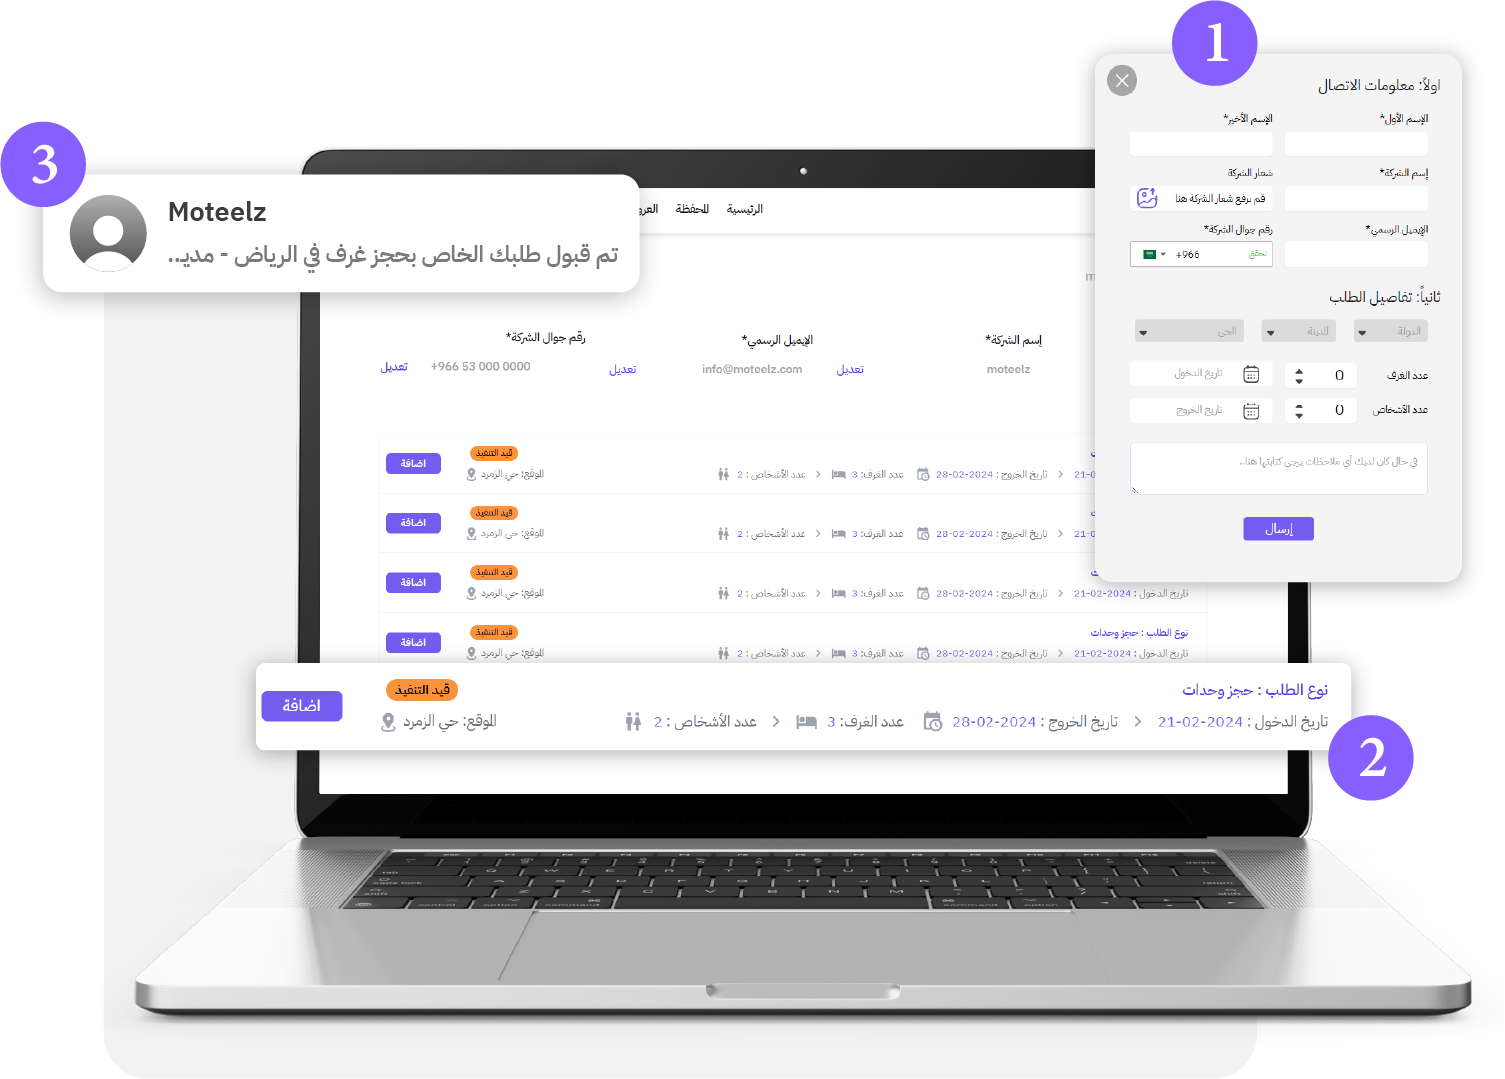 1
اولاً: معلومات الاتصال
الإسم الأول*
الإسم الأخير*
إسم الشركة*
شعار الشركة
قم برفع شعار الشركة هنا
الإيميل الرسمي*
رقم جوال الشركة*
+966
تحقق
ثانياً: تفاصيل الطلب
الدولة
المدينة
الحي
عدد الغرف
0
تاريخ الدخول
عدد الأشخاص
0
تاريخ الخروج
في حال كان لديك أي ملاحظات يرجى كتابتها هنا..
إرسال
3
Moteelz
تم قبول طلبك الخاص بحجز غرف في الرياض - مدي..
الرئيسية
المحفظة
إسم الشركة*
الإيميل الرسمي*
رقم جوال الشركة*
moteelz
تعديل
info@moteelz.com
تعديل
+966 53 000 0000
تعديل
قيد التنفيذ
اضافة
تاريخ الخروج : 2024-02-28
عدد الغرف: 3
عدد الأشخاص : 2
الموقع: حي الزمرد
قيد التنفيذ
اضافة
تاريخ الخروج : 2024-02-28
عدد الغرف: 3
عدد الأشخاص : 2
الموقع: حي الزمرد
قيد التنفيذ
اضافة
تاريخ الدخول : 2024-02-21
تاريخ الخروج : 2024-02-28
عدد الغرف: 3
عدد الأشخاص : 2
الموقع: حي الزمرد
نوع الطلب : حجز وحدات
قيد التنفيذ
اضافة
تاريخ الدخول : 2024-02-21
تاريخ الخروج : 2024-02-28
عدد الغرف: 3
عدد الأشخاص : 2
الموقع: حي الزمرد
نوع الطلب : حجز وحدات
قيد التنفيذ
اضافة
تاريخ الدخول : 2024-02-21
تاريخ الخروج : 2024-02-28
عدد الغرف: 3
عدد الأشخاص : 2
الموقع: حي الزمرد
2